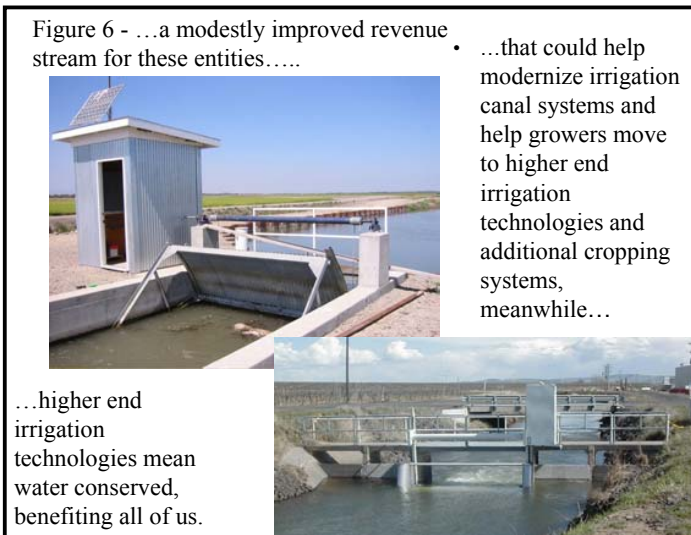 Figure 6 - …a modestly improved revenue
stream for these entities…..
• …that could help
modernize irrigation
canal systems and
help growers move
to higher end
irrigation
technologies and
additional cropping
systems,
meanwhile…
…higher end
irrigation
technologies mean
water conserved,
benefiting all of us.